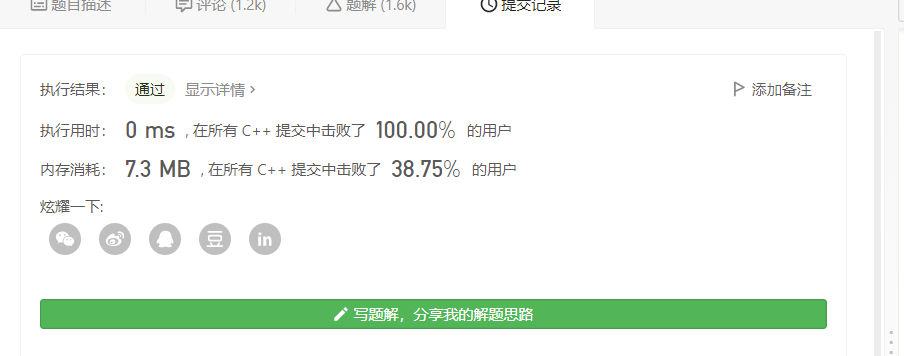 题目描述 评论 (1.2k) 题解 (1.6k) 提交记录
执行结果： 通过 显示详情 > 添加备注
执行用时： 0 ms , 在所有 C++ 提交中击败了 100.00% 的用户
内存消耗： 7.3 MB , 在所有 C++ 提交中击败了 38.75% 的用户
炫耀一下:
豆 in
写题解，分享我的解题思路